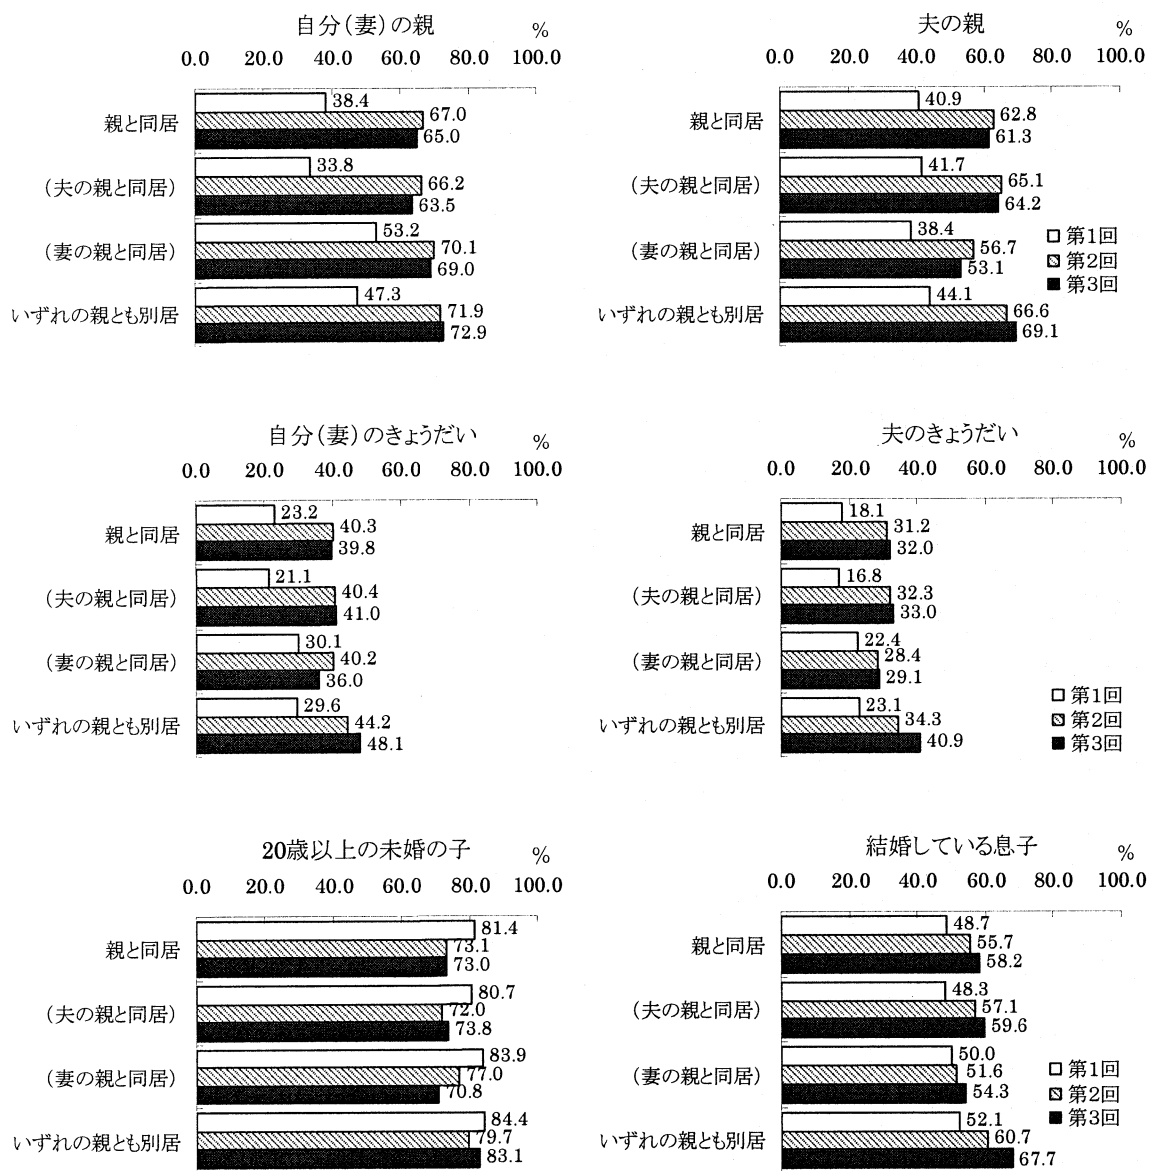 自分（妻）の親
%
0.0 20.0 40.0 60.0 80.0 100.0
親と同居
38.4
67.0
65.0
（夫の親と同居）
33.8
66.2
63.5
（妻の親と同居）
53.2
70.1
69.0
いずれの親とも別居
47.3
71.9
72.9
夫の親
%
0.0 20.0 40.0 60.0 80.0 100.0
親と同居
40.9
62.8
61.3
（夫の親と同居）
41.7
65.1
64.2
（妻の親と同居）
38.4
56.7
53.1
いずれの親とも別居
44.1
66.6
69.1
第1回
第2回
第3回
自分（妻）のきょうだい
%
0.0 20.0 40.0 60.0 80.0 100.0
親と同居
23.2
40.3
39.8
（夫の親と同居）
21.1
40.4
41.0
（妻の親と同居）
30.1
40.2
36.0
いずれの親とも別居
29.6
44.2
48.1
夫のきょうだい
%
0.0 20.0 40.0 60.0 80.0 100.0
親と同居
18.1
31.2
32.0
（夫の親と同居）
16.8
32.3
33.0
（妻の親と同居）
22.4
28.4
29.1
いずれの親とも別居
23.1
34.3
40.9
第1回
第2回
第3回
20歳以上の未婚の子
%
0.0 20.0 40.0 60.0 80.0 100.0
親と同居
81.4
73.1
73.0
（夫の親と同居）
80.7
72.0
73.8
（妻の親と同居）
83.9
77.0
70.8
いずれの親とも別居
84.4
79.7
83.1
結婚している息子
%
0.0 20.0 40.0 60.0 80.0 100.0
親と同居
48.7
55.7
58.2
（夫の親と同居）
48.3
57.1
59.6
（妻の親と同居）
50.0
51.6
54.3
いずれの親とも別居
52.1
60.7
67.7
第1回
第2回
第3回